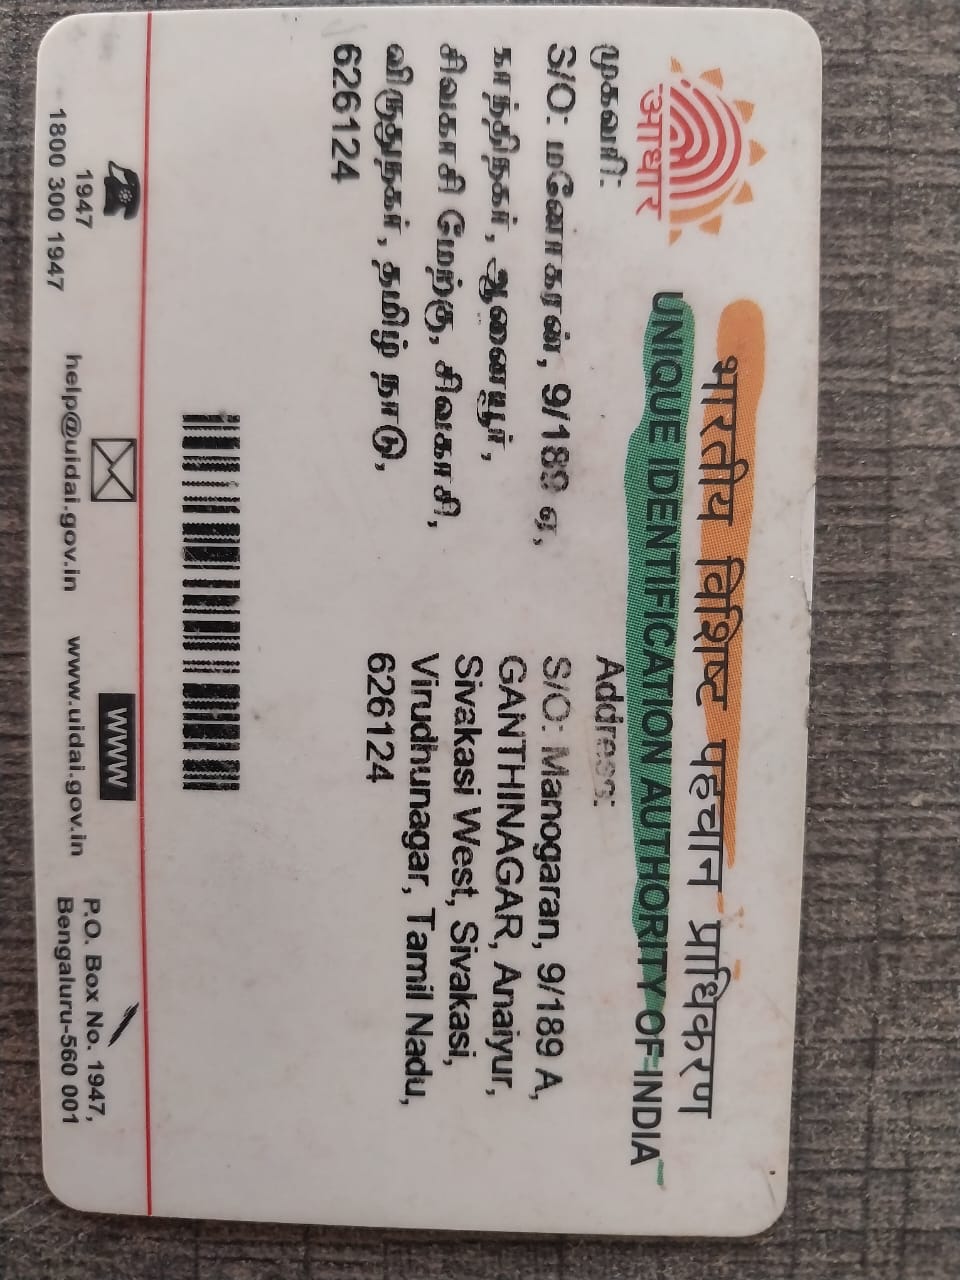 आधार
भारतीय विशिष्ट पहचान प्राधिकरण
UNIQUE IDENTIFICATION AUTHORITY OF INDIA
முகவரி:
S/O: மனோகரன், 9/189 ஏ,
காந்திநகர், ஆனையூர்,
சிவகாசி மேற்கு, சிவகாசி,
விருதுநகர், தமிழ் நாடு,
626124
Address:
S/O: Manogaran, 9/189 A,
GANTHINAGAR, Anaiyur,
Sivakasi West, Sivakasi,
Virudhunagar, Tamil Nadu,
626124
1947
1800 300 1947
help@uidai.gov.in
www
www.uidai.gov.in
P.O. Box No. 1947,
Bengaluru-560 001